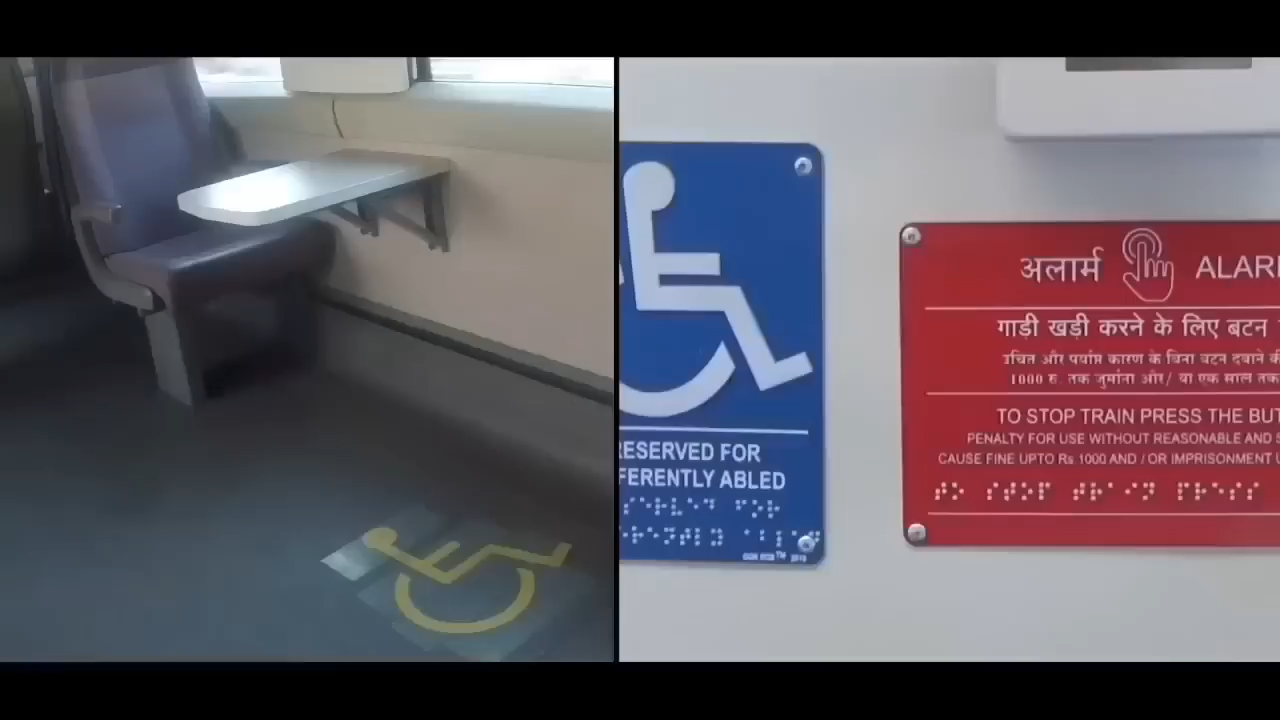 RESERVED FOR
FERENTLY ABLED
अलार्म
ALAR
गाड़ी खड़ी करने के लिए बटन
उचित और पर्याप्त कारण के बिना बटन दबाने
1000 रु. तक जुर्माना और/ या एक साल तक
TO STOP TRAIN PRESS THE BUT
PENALTY FOR USE WITHOUT REASONABLE AND S
CAUSE FINE UPTO Rs 1000 AND / OR IMPRISONMENT